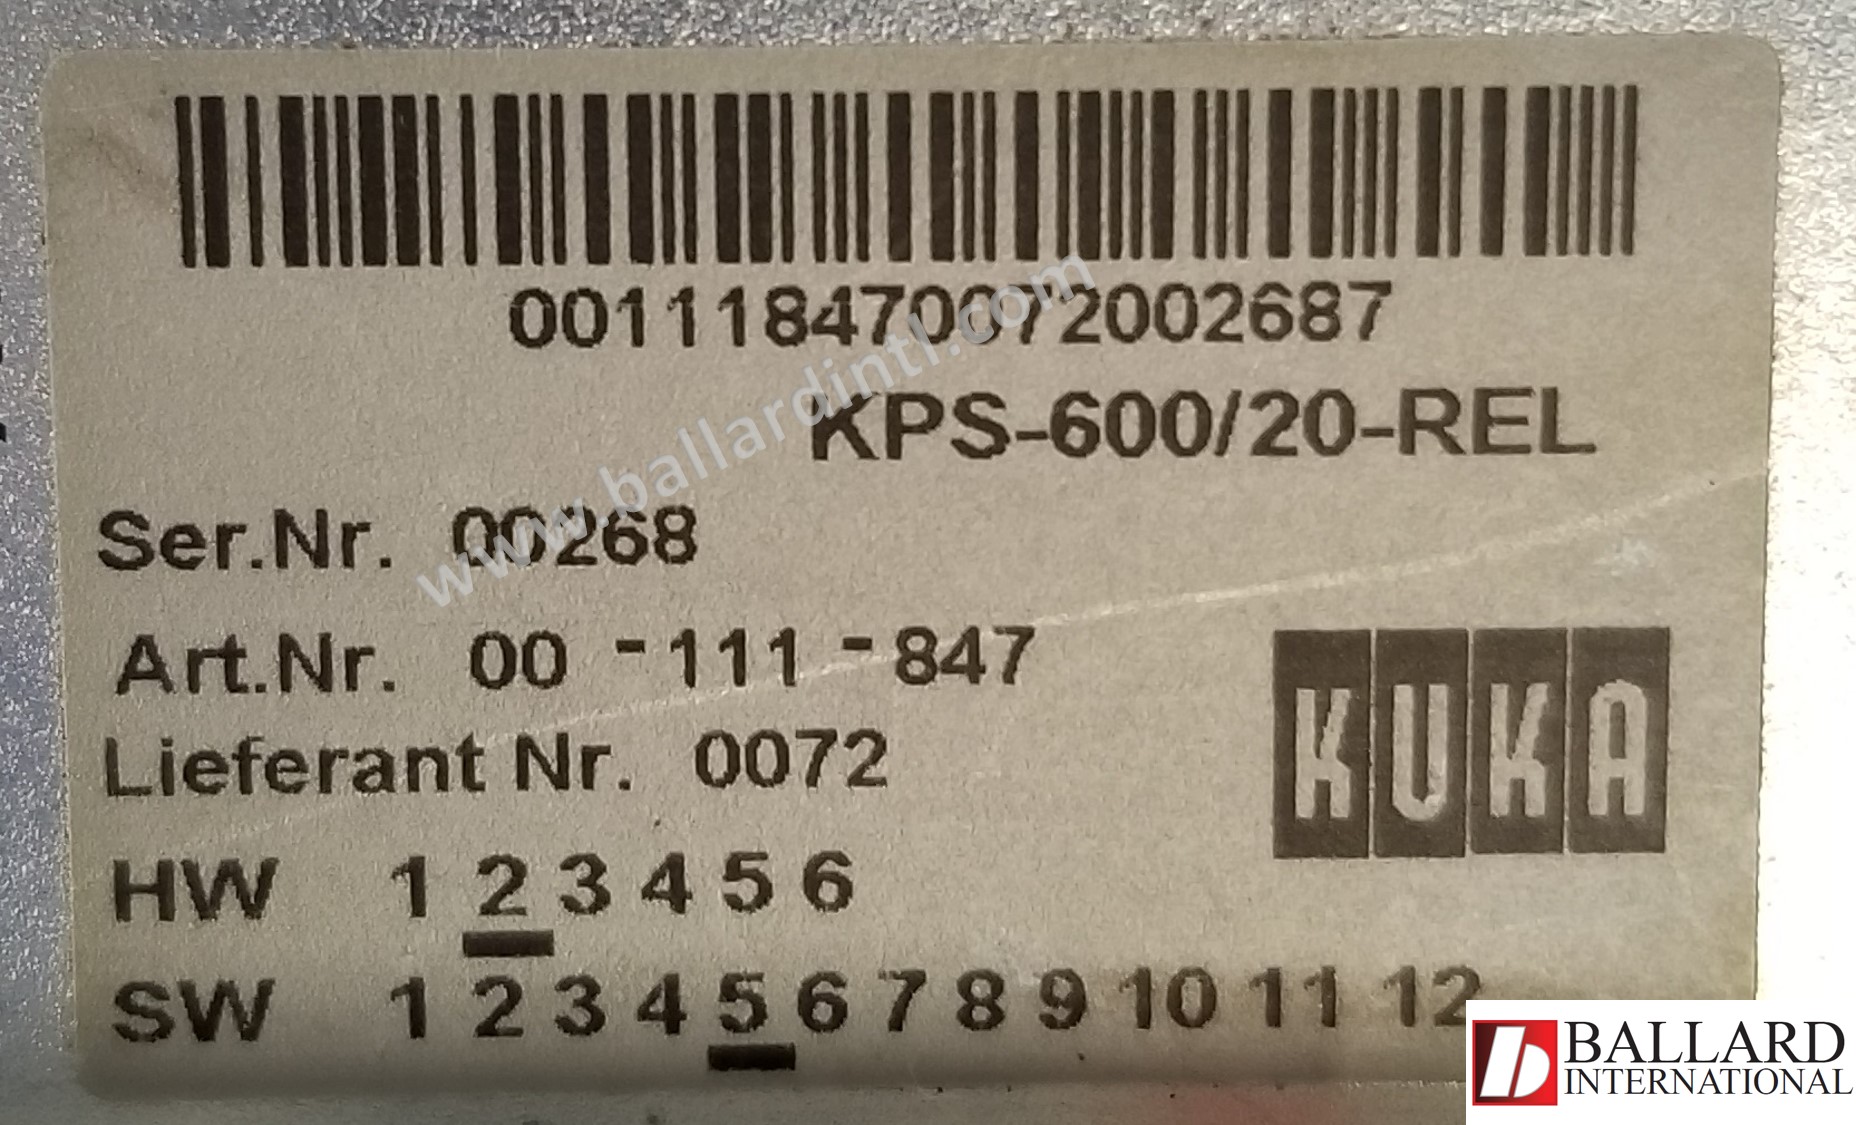 001118470072002687
KPS-600/20-REL
Ser.Nr. 00268
Art.Nr. 00-111-847
Lieferant Nr. 0072
KUKA
HW 1 2 3 4 5 6
SW 1 2 3 4 5 6 7 8 9 10 11 12
www.ballardintl.com
BALLARD
INTERNATIONAL